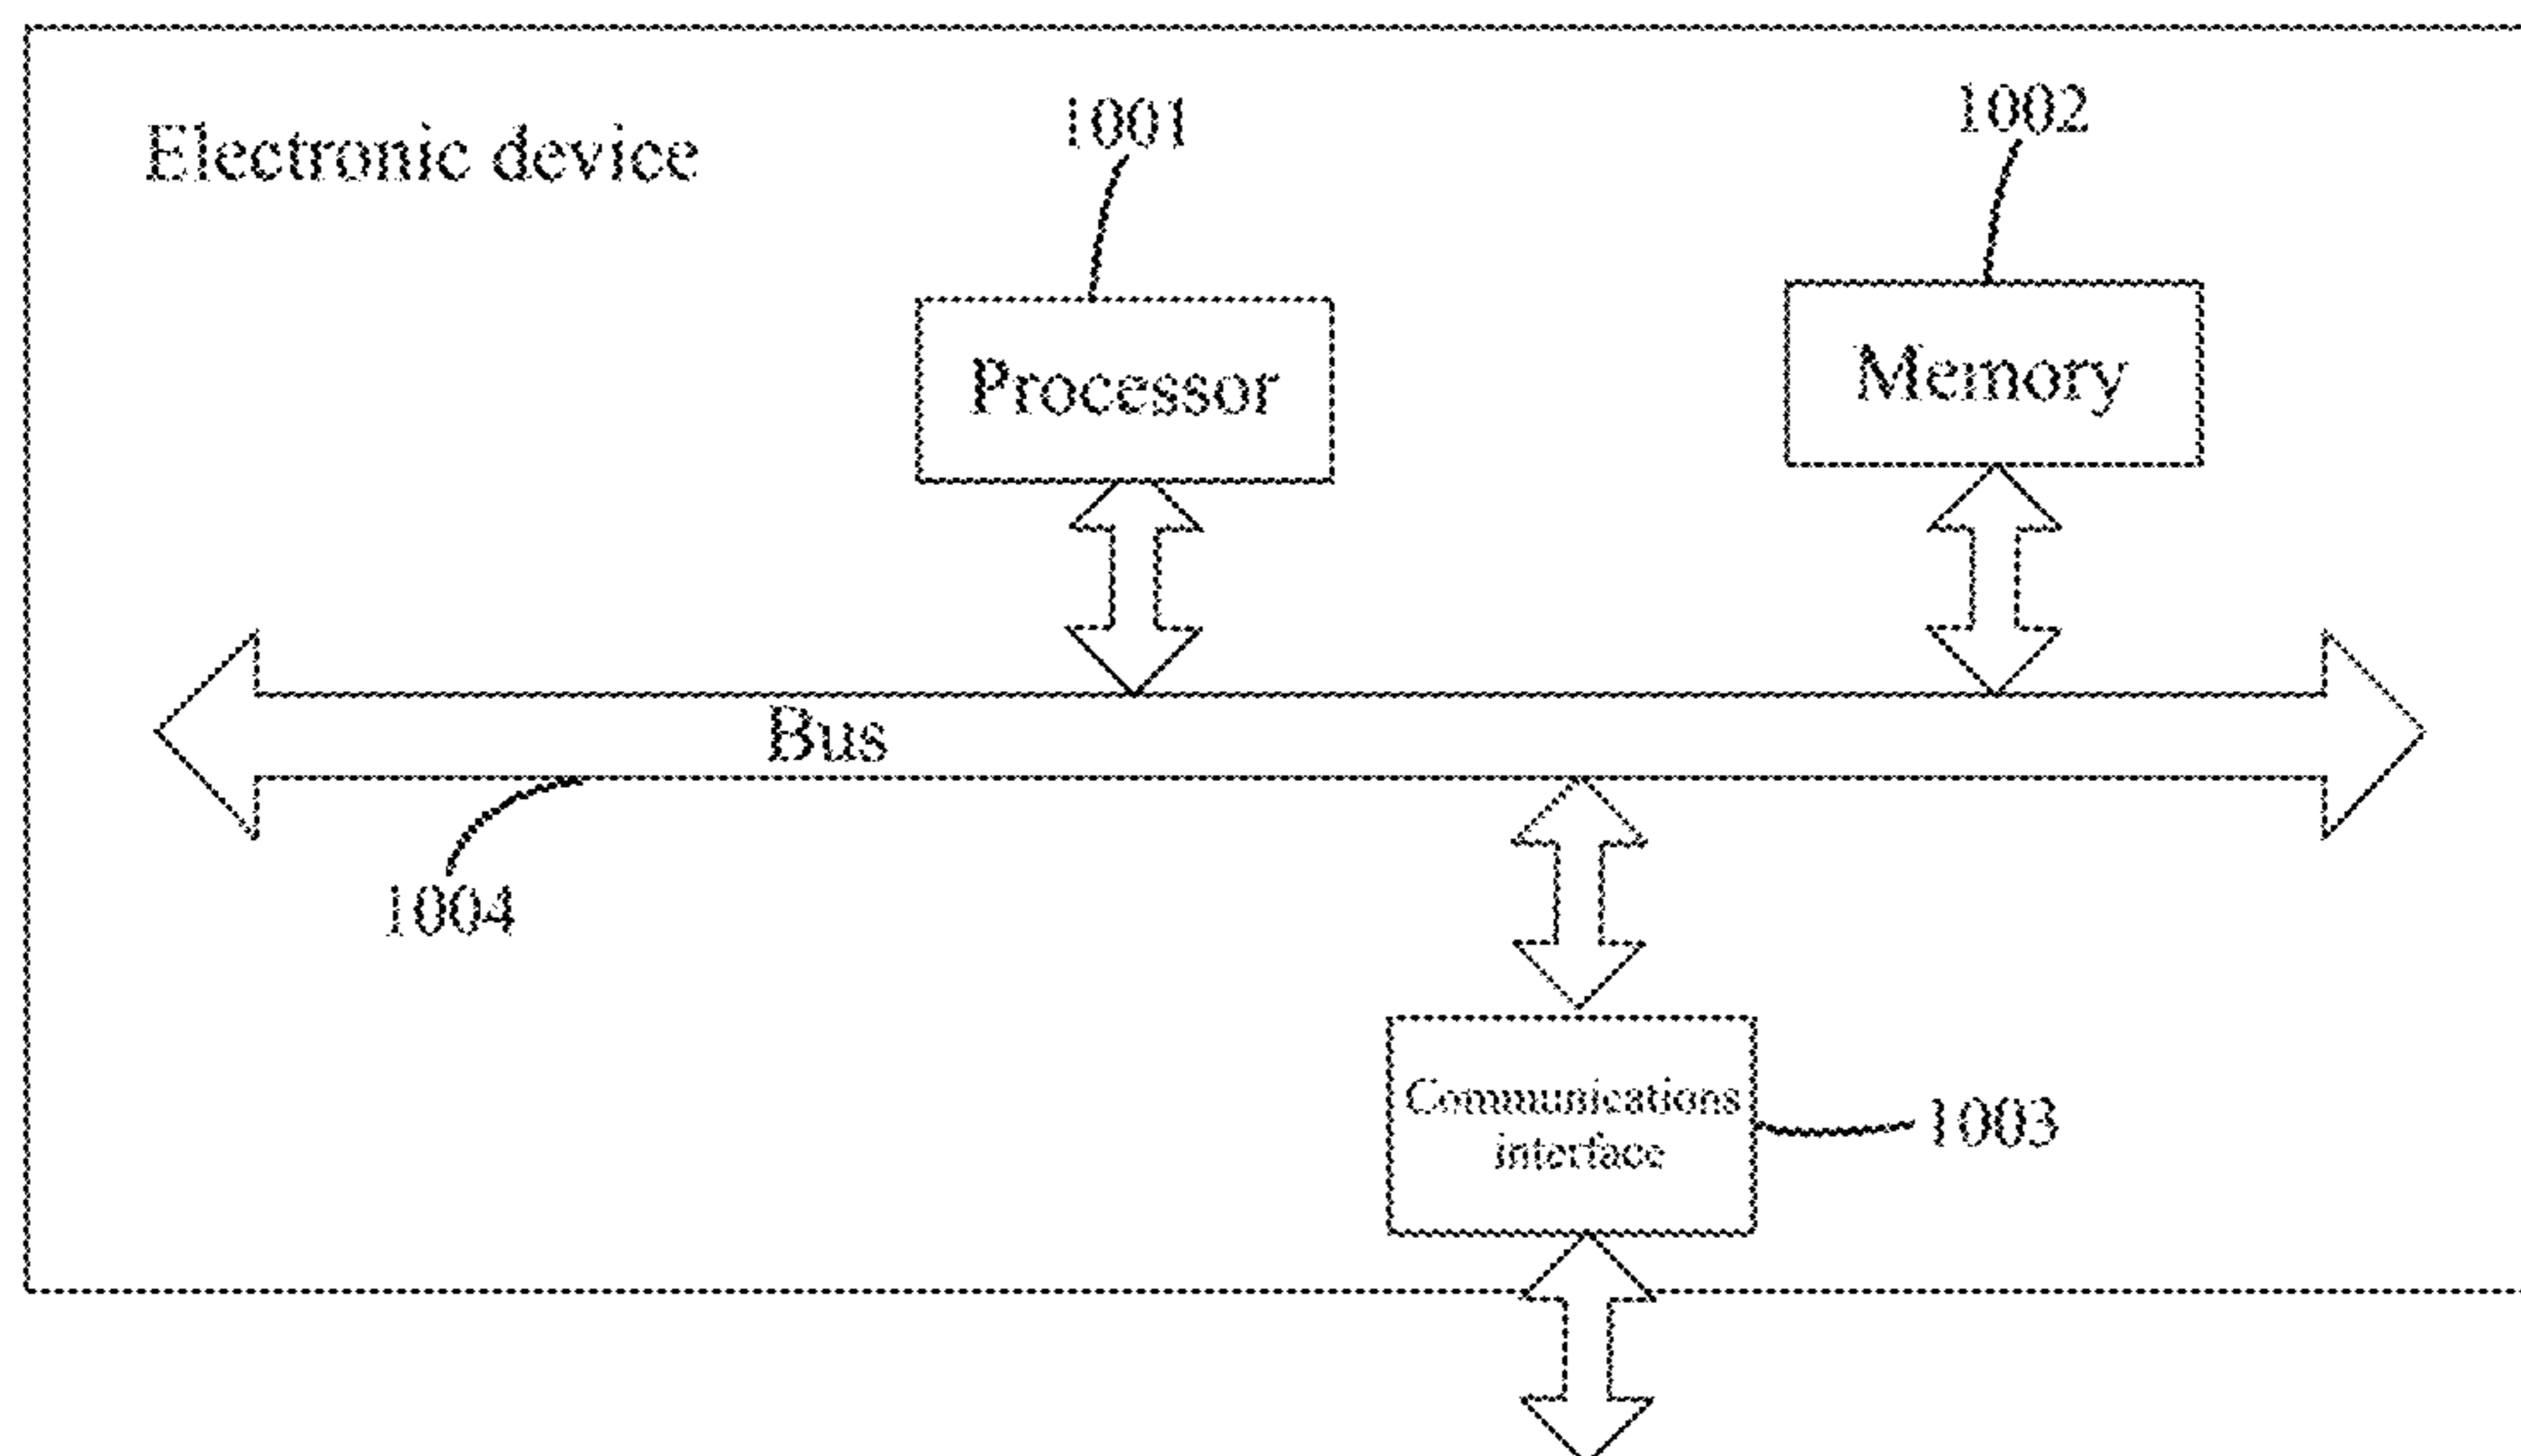 Electronic device
1001
1002
Processor
Memory
Bus
1004
Communications
interface
1003